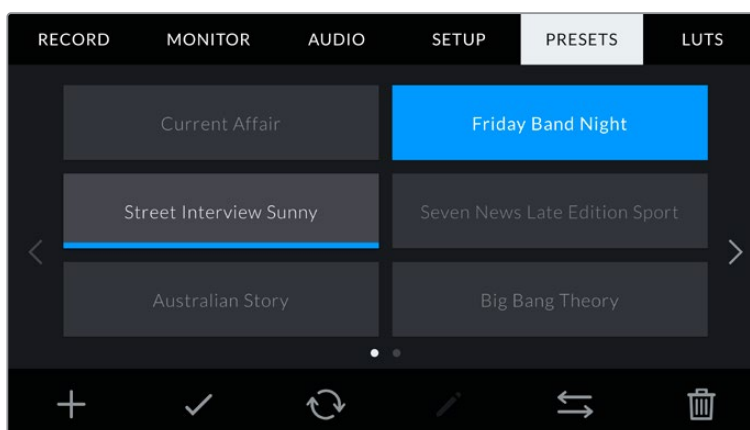 RECORD MONITOR AUDIO SETUP PRESETS LUTS
Current Affair Friday Band Night
Street Interview Sunny Seven News Late Edition Sport
Australian Story Big Bang Theory